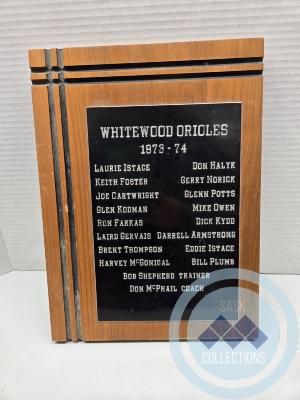 WHITEWOOD ORIOLES
1973 - 74
LAURIE ISTACE DON HALYK
KEITH FOSTER GERRY NORICK
JOE CARTWRIGHT GLENN POTTS
GLEN KODMAN MIKE OWEN
RON FARKAS DICK KYDD
LAIRD GERVAIS DARRELL ARMSTRONG
BRENT THOMPSON EDDIE ISTACE
HARVEY McGONIGAL BILL PLUMB
BOB SHEPHERD TRAINER
DON McPHAIL COACH
SASK
COLLECTIONS